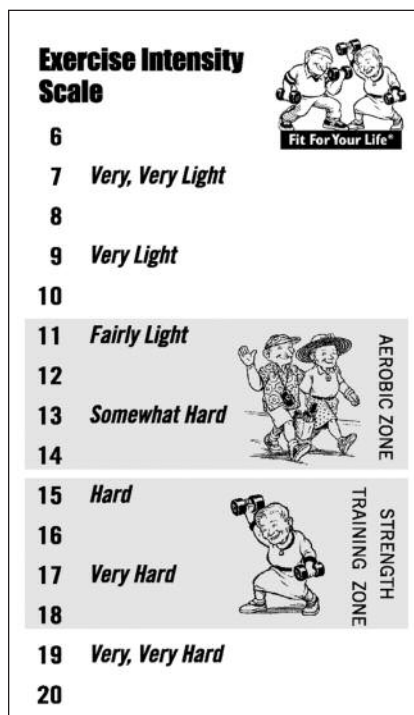 Exercise Intensity
Scale
Fit For Your Life®
6
7 Very, Very Light
8
9 Very Light
10
11 Fairly Light
12
13 Somewhat Hard
14
AEROBIC ZONE
15 Hard
16
17 Very Hard
18
STRENGTH
TRAINING ZONE
19 Very, Very Hard
20